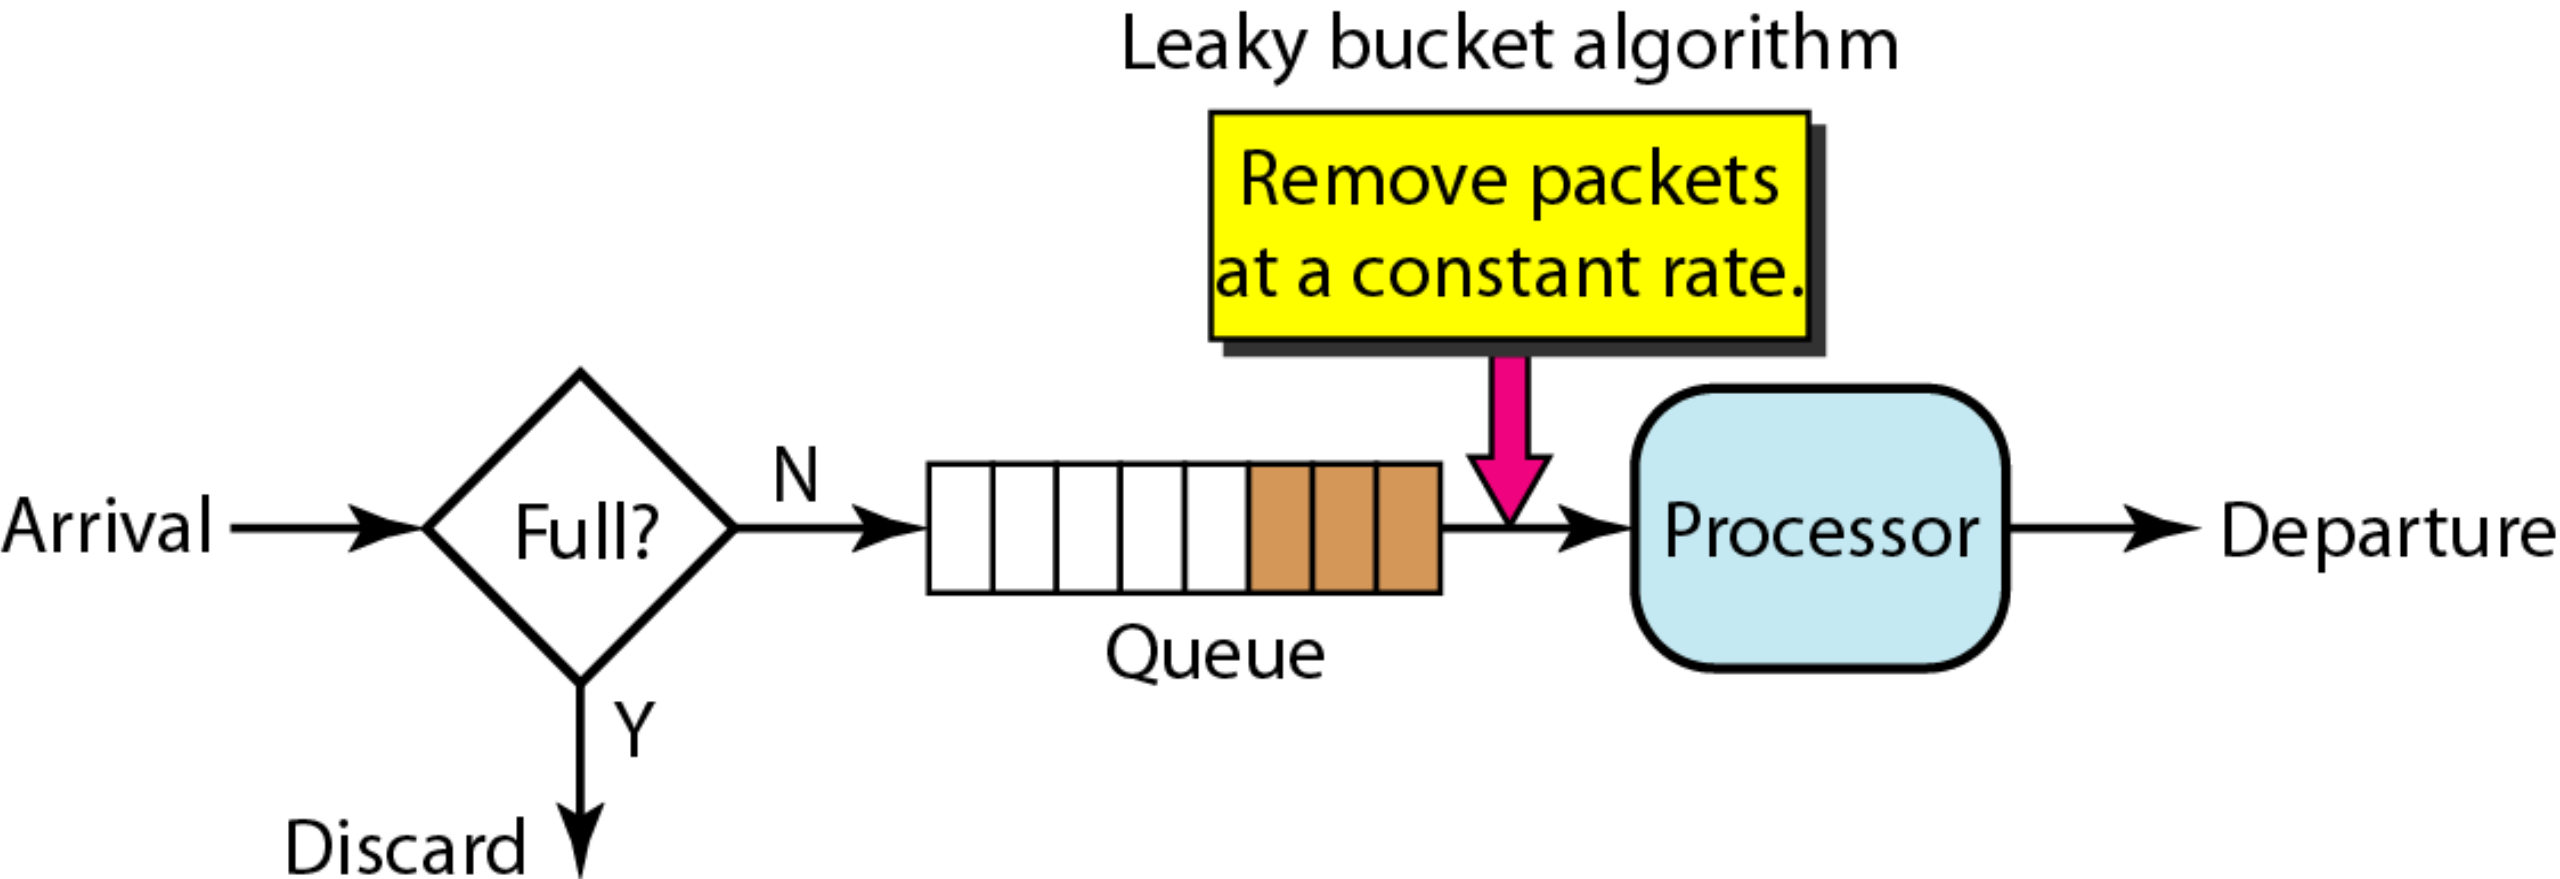 Leaky bucket algorithm
Remove packets
at a constant rate.
Arrival
Full?
N
Y
Discard
Queue
Processor
Departure